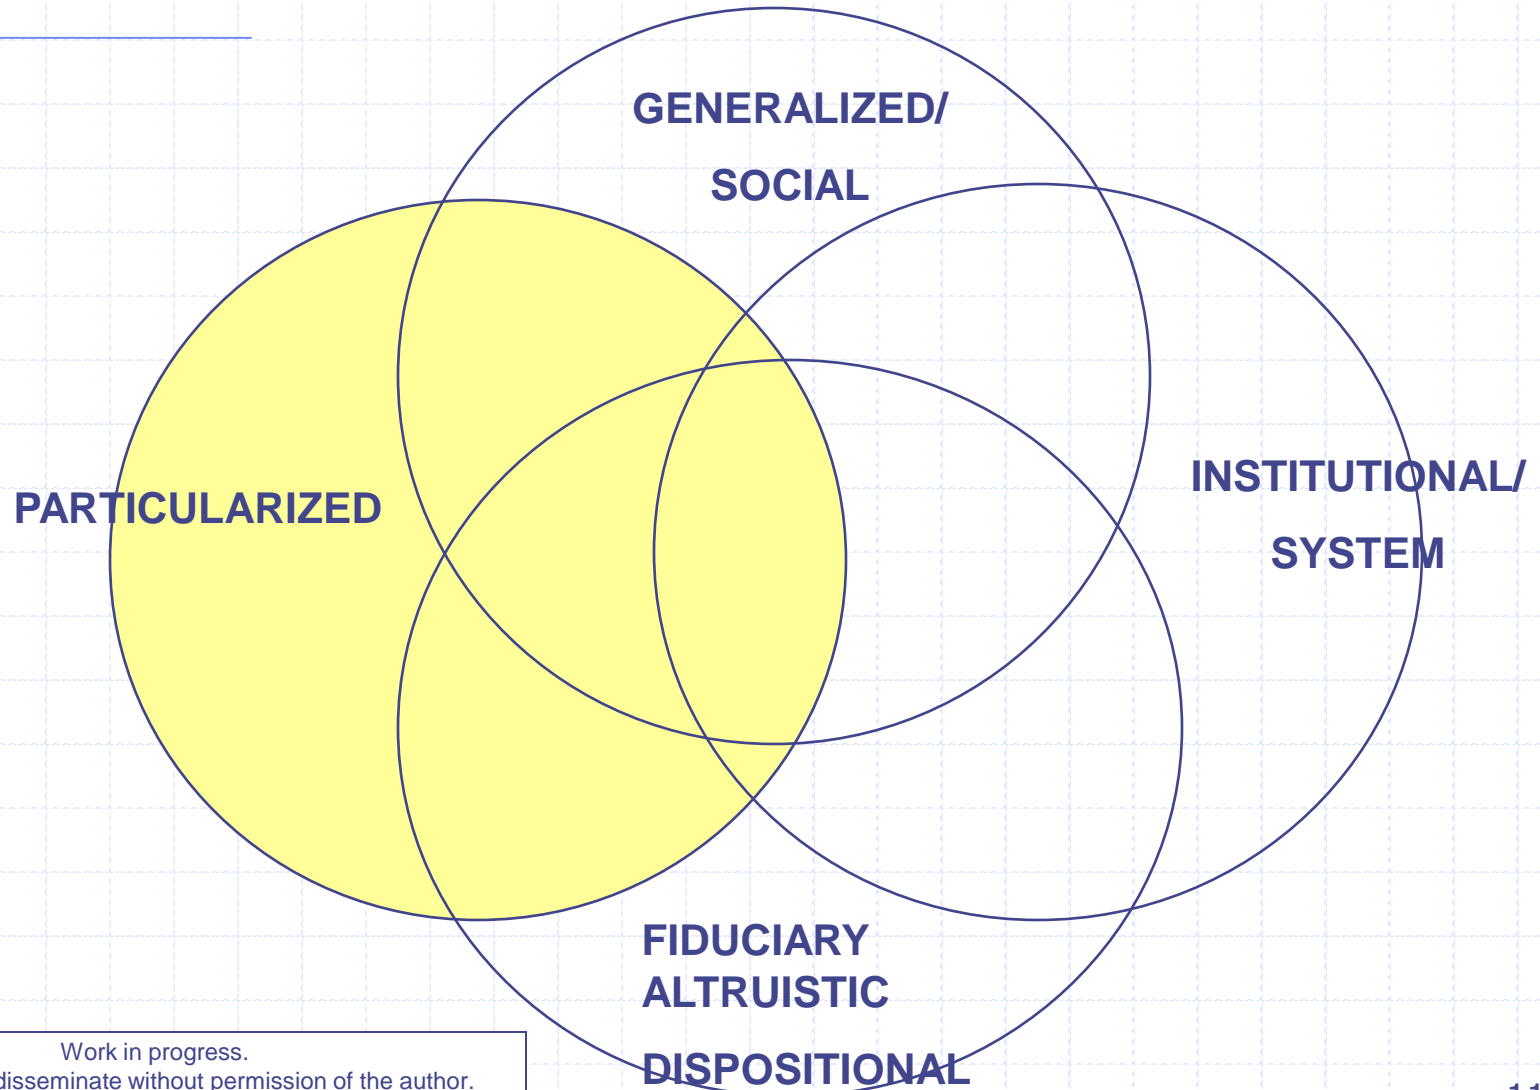 GENERALIZED/
SOCIAL
PARTICULARIZED
INSTITUTIONAL/
SYSTEM
FIDUCIARY
ALTRUISTIC
DISPOSITIONAL
Work in progress.
disseminate without permission of the author.